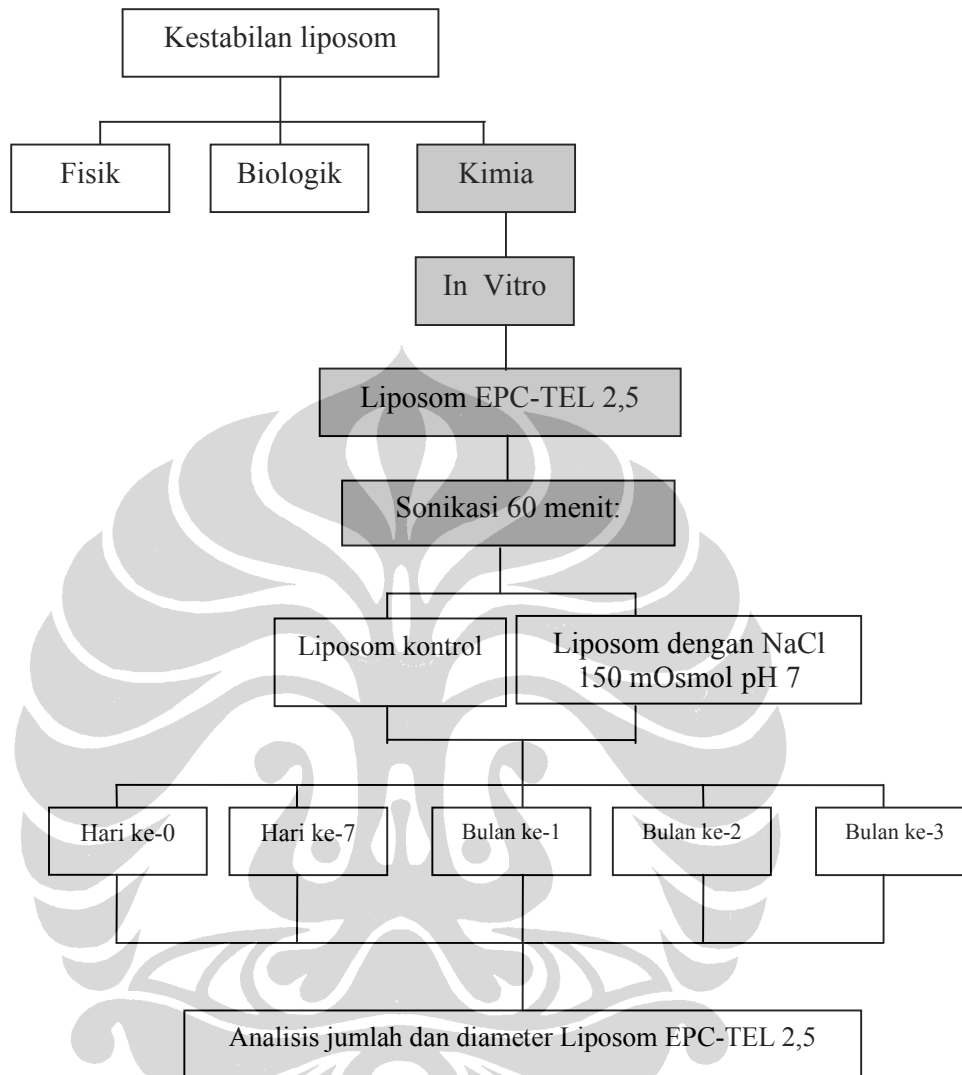 Kestabilan liposom
Fisik
Biologik
Kimia
In Vitro
Liposom EPC-TEL 2,5
Sonikasi 60 menit:
Liposom kontrol
Liposom dengan NaCl
150 mOsmol pH 7
Hari ke-0
Hari ke-7
Bulan ke-1
Bulan ke-2
Bulan ke-3
Analisis jumlah dan diameter Liposom EPC-TEL 2,5